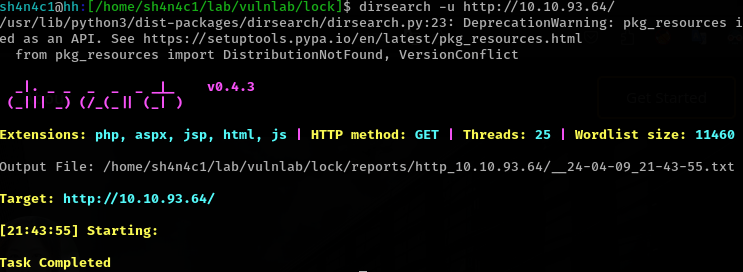 sh4n4c1@hh:[/home/sh4n4c1/lab/vulnlab/lock]$ dirsearch -u http://10.10.93.64/
/usr/lib/python3/dist-packages/dirsearch/dirsearch.py:23: DeprecationWarning: pkg_resources i
ed as an API. See https://setuptools.pypa.io/en/latest/pkg_resources.html
  from pkg_resources import DistributionNotFound, VersionConflict
v0.4.3
Extensions: php, aspx, jsp, html, js | HTTP method: GET | Threads: 25 | Wordlist size: 11460
Output File: /home/sh4n4c1/lab/vulnlab/lock/reports/http_10.10.93.64/__24-04-09_21-43-55.txt
Target: http://10.10.93.64/
[21:43:55] Starting:
Task Completed
Get Started